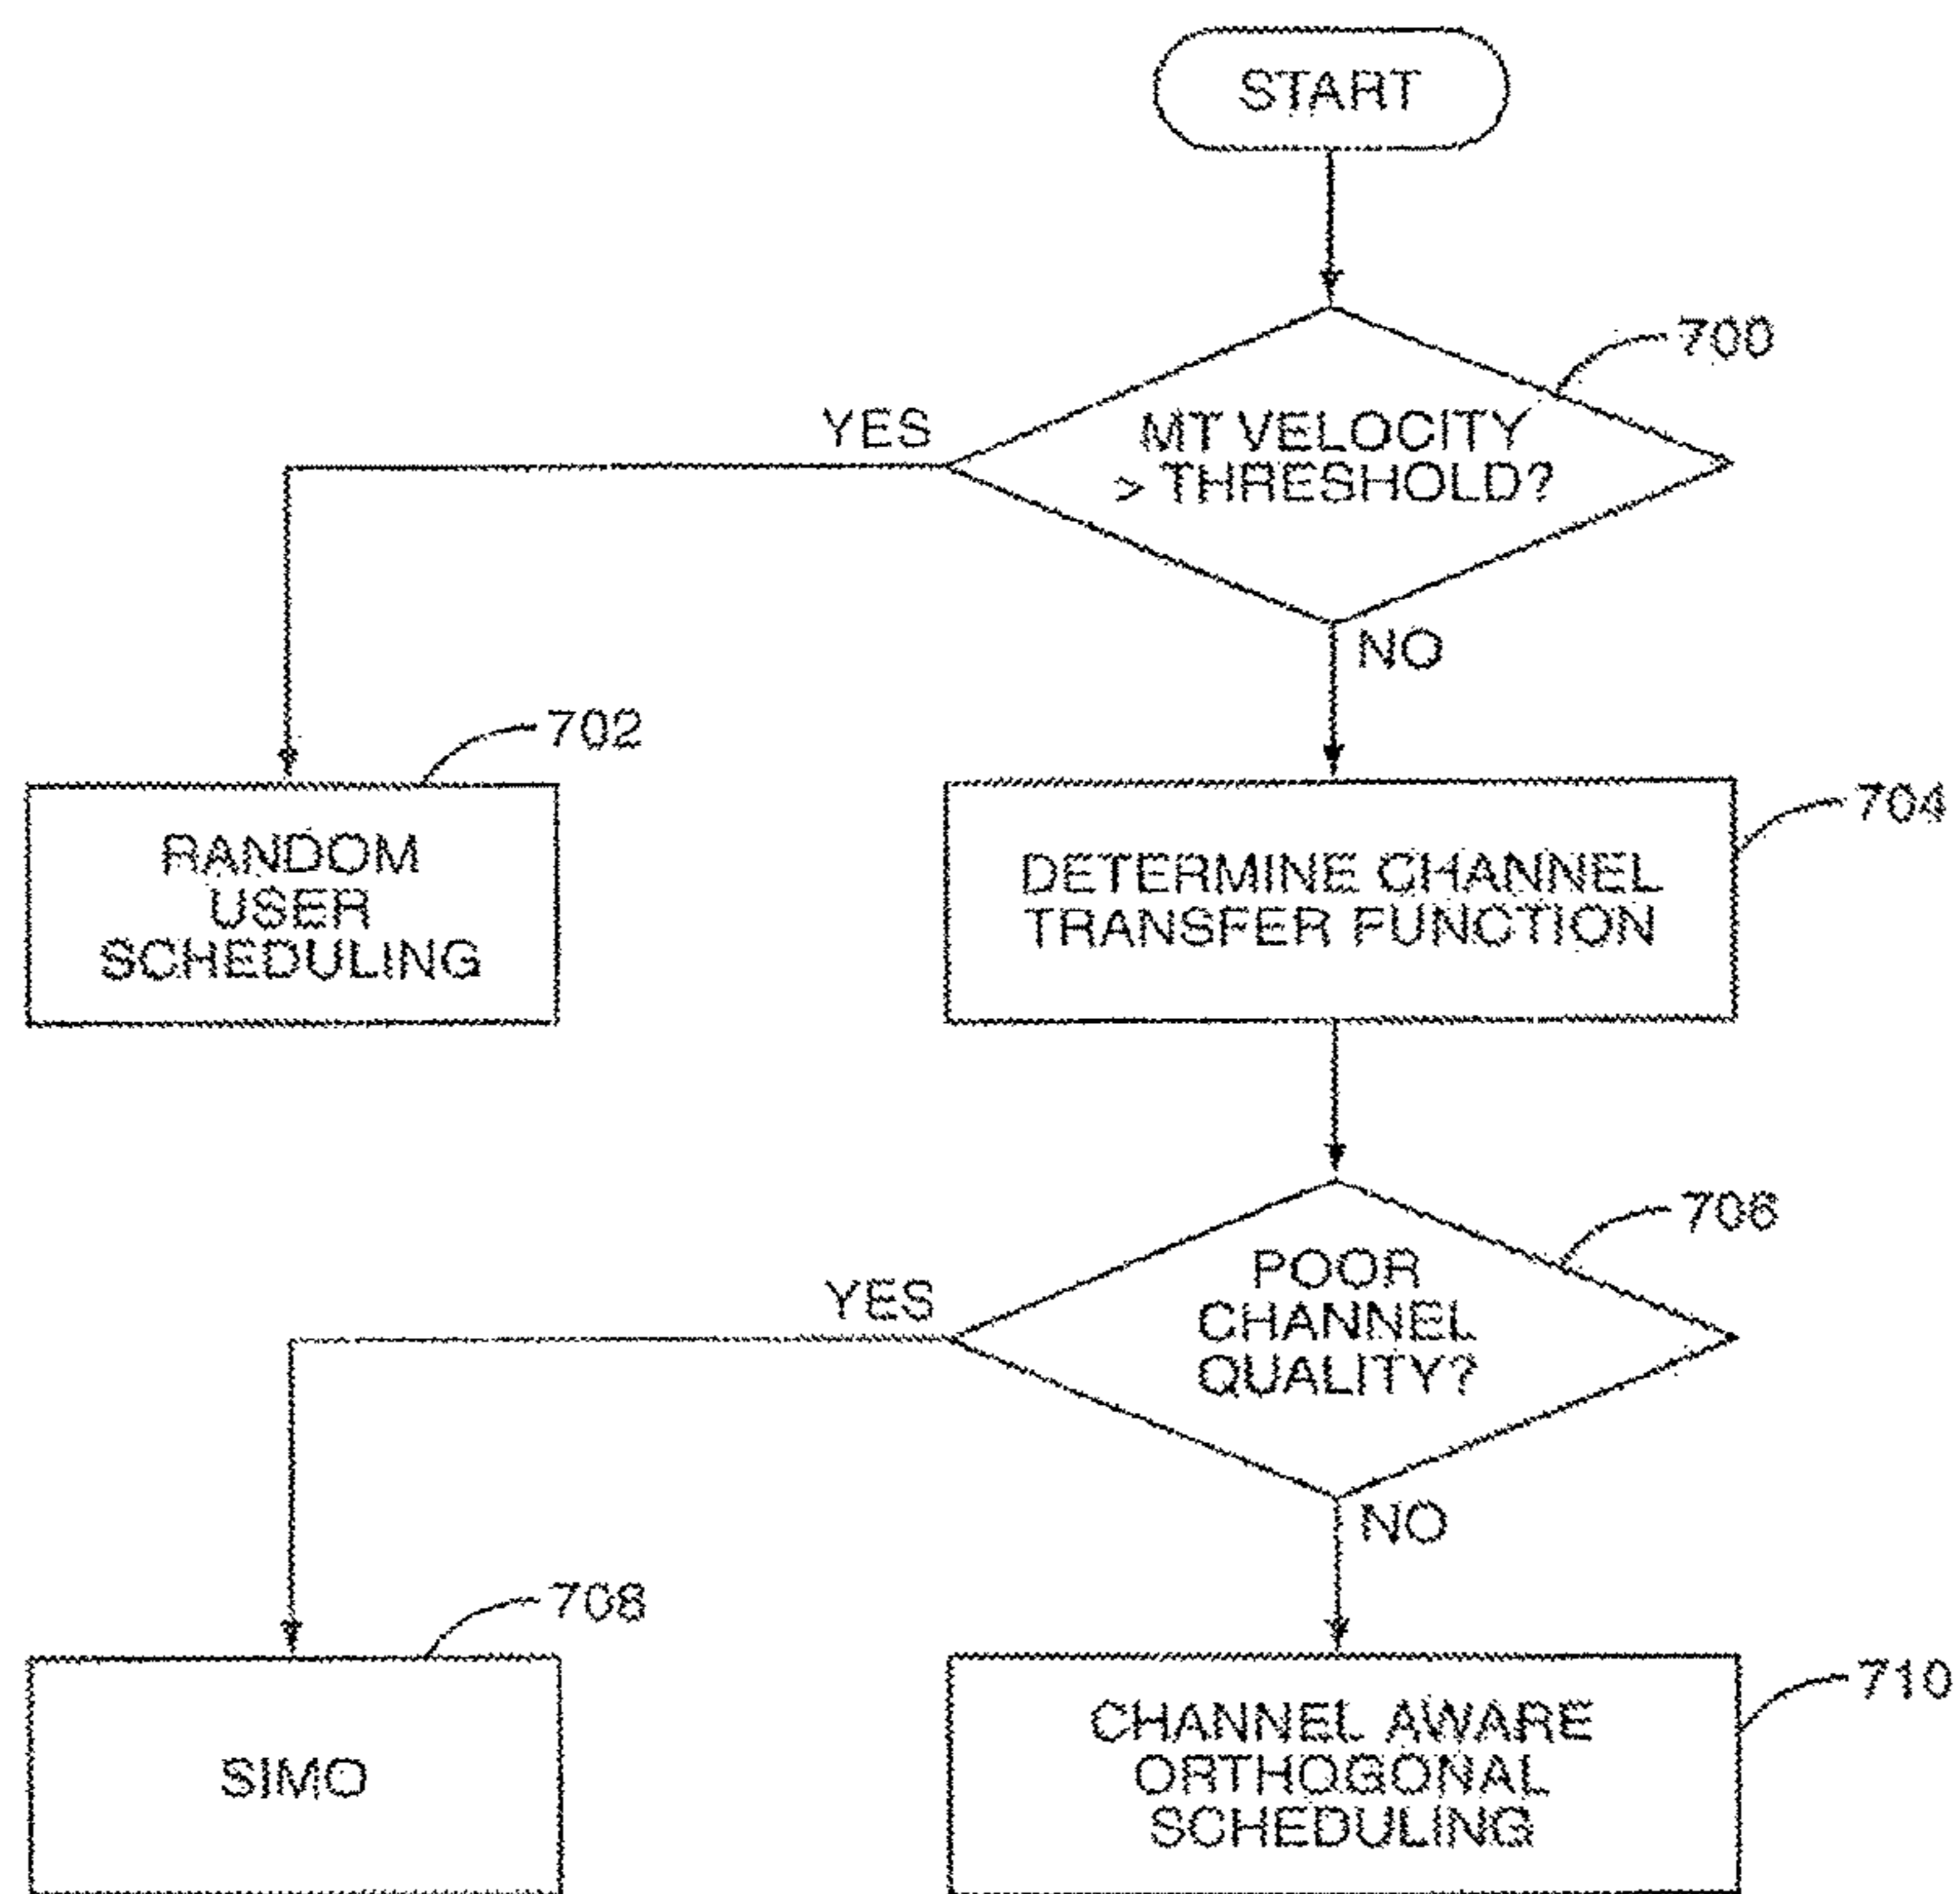 START
700
MT VELOCITY
> THRESHOLD?
YES
NO
702
RANDOM
USER
SCHEDULING
704
DETERMINE CHANNEL
TRANSFER FUNCTION
706
POOR
CHANNEL
QUALITY?
YES
NO
708
SIMO
710
CHANNEL AWARE
ORTHOGONAL
SCHEDULING